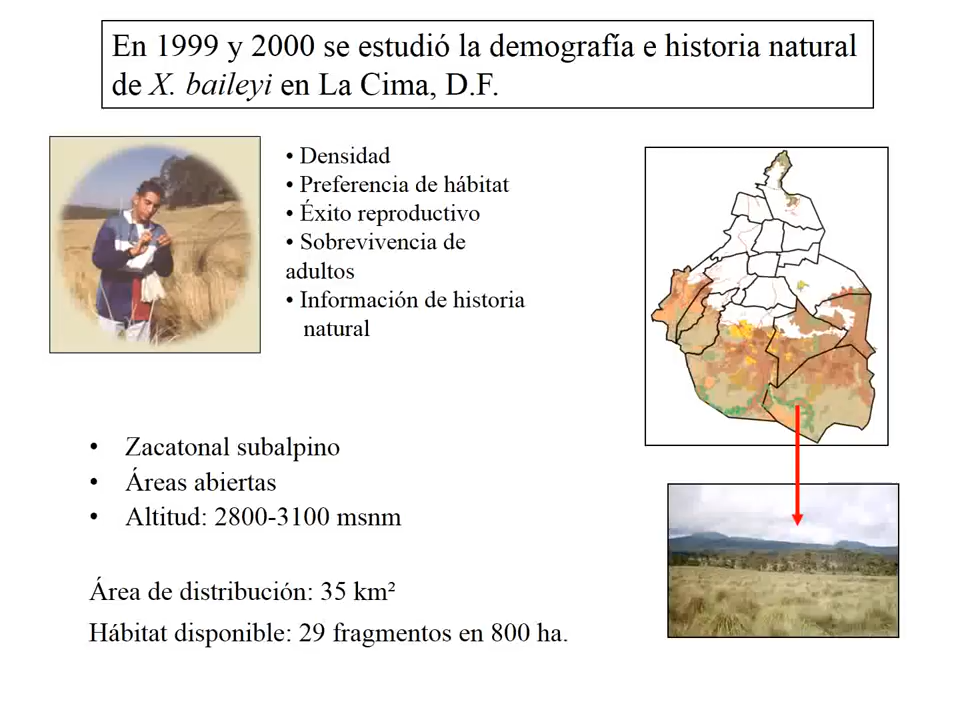 En 1999 y 2000 se estudió la demografía e historia natural
de X. baileyi en La Cima, D.F.
• Densidad
• Preferencia de hábitat
• Éxito reproductivo
• Sobrevivencia de
adultos
• Información de historia
natural
• Zacatonal subalpino
• Áreas abiertas
• Altitud: 2800-3100 msnm
Área de distribución: 35 km²
Hábitat disponible: 29 fragmentos en 800 ha.